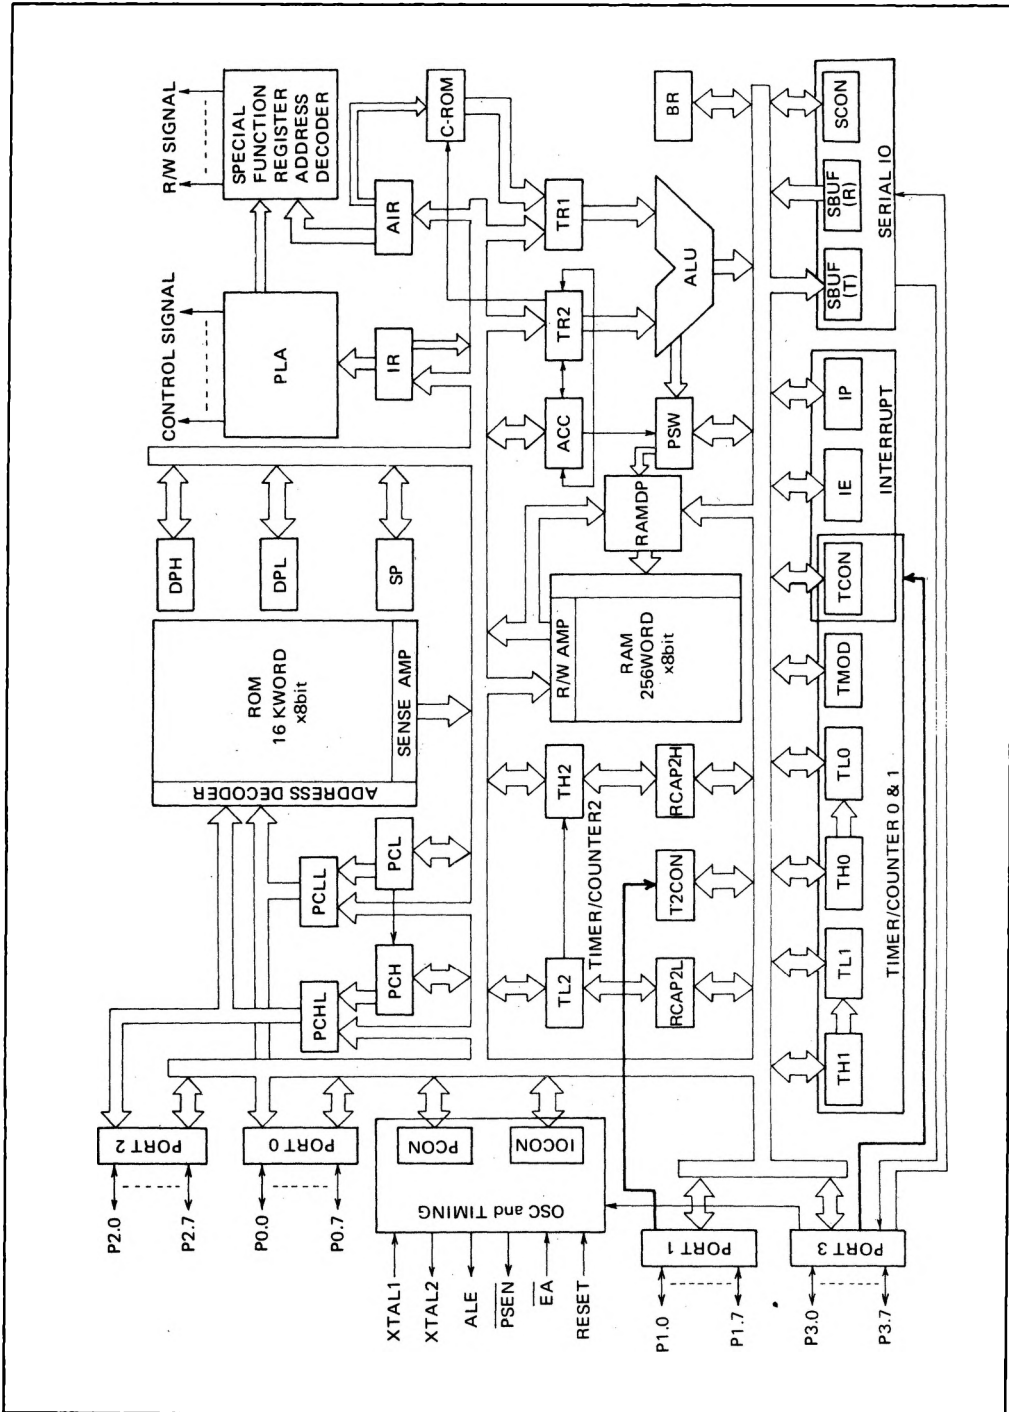 R/W SIGNAL
CONTROL SIGNAL
SPECIAL
FUNCTION
REGISTER
ADDRESS
DECODER
PLA
AIR
C-ROM
IR
DPH
DPL
SP
ROM
16 KWORD
x8bit
SENSE AMP
ADDRESS DECODER
PCLL
PCL
PCHL
PCH
PORT 2
P2.0
P2.7
PORT 0
P0.0
P0.7
TR1
TR2
ACC
ALU
BR
PSW
RAMDP
R/W AMP
RAM
256WORD
x8bit
TH2
TL2
TIMER/COUNTER2
RCAP2H
T2CON
RCAP2L
PCON
IOCON
OSC and TIMING
XTAL1
XTAL2
ALE
PSEN
EA
RESET
SCON
SBUF
(R)
SBUF
(T)
SERIAL IO
IP
IE
INTERRUPT
TCON
TMOD
TL0
TH0
TL1
TH1
TIMER/COUNTER 0 & 1
PORT 1
P1.0
P1.7
PORT 3
P3.0
P3.7